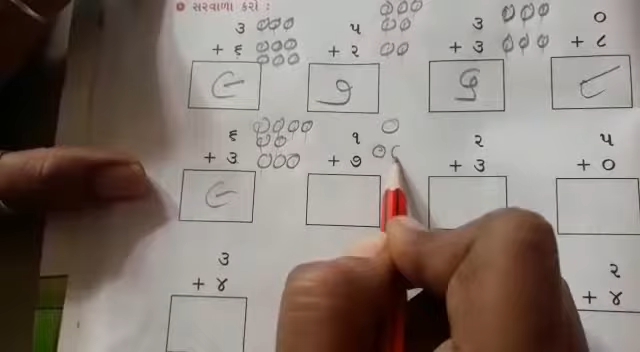 સરવાળા કરો :
૩ ૫ ૩ ૦
+ ૬ + ૨ + ૩ + ૮
૯ ૭ ૬ ૮
૬ ૧ ૨ ૫
+ ૩ + ૭ + ૩ + ૦
૯
૩ ૨
+ ૪ + ૪